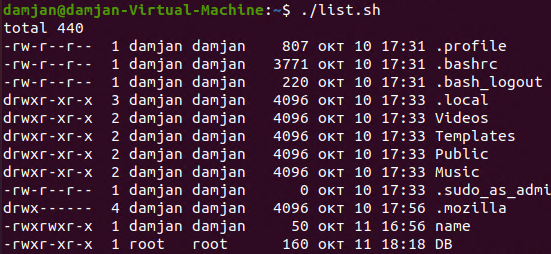 damjan@damjan-Virtual-Machine:~$ ./list.sh
total 440
-rw-r--r--  1 damjan damjan   807 окт 10 17:31 .profile
-rw-r--r--  1 damjan damjan  3771 окт 10 17:31 .bashrc
-rw-r--r--  1 damjan damjan   220 окт 10 17:31 .bash_logout
drwxr-xr-x  3 damjan damjan  4096 окт 10 17:33 .local
drwxr-xr-x  2 damjan damjan  4096 окт 10 17:33 Videos
drwxr-xr-x  2 damjan damjan  4096 окт 10 17:33 Templates
drwxr-xr-x  2 damjan damjan  4096 окт 10 17:33 Public
drwxr-xr-x  2 damjan damjan  4096 окт 10 17:33 Music
-rw-r--r--  1 damjan damjan     0 окт 10 17:33 .sudo_as_admi
drwx------  4 damjan damjan  4096 окт 10 17:56 .mozilla
-rwxrwxr-x  1 damjan damjan    50 окт 11 16:56 name
-rwxr-xr-x  1 root   root     160 окт 11 18:18 DB